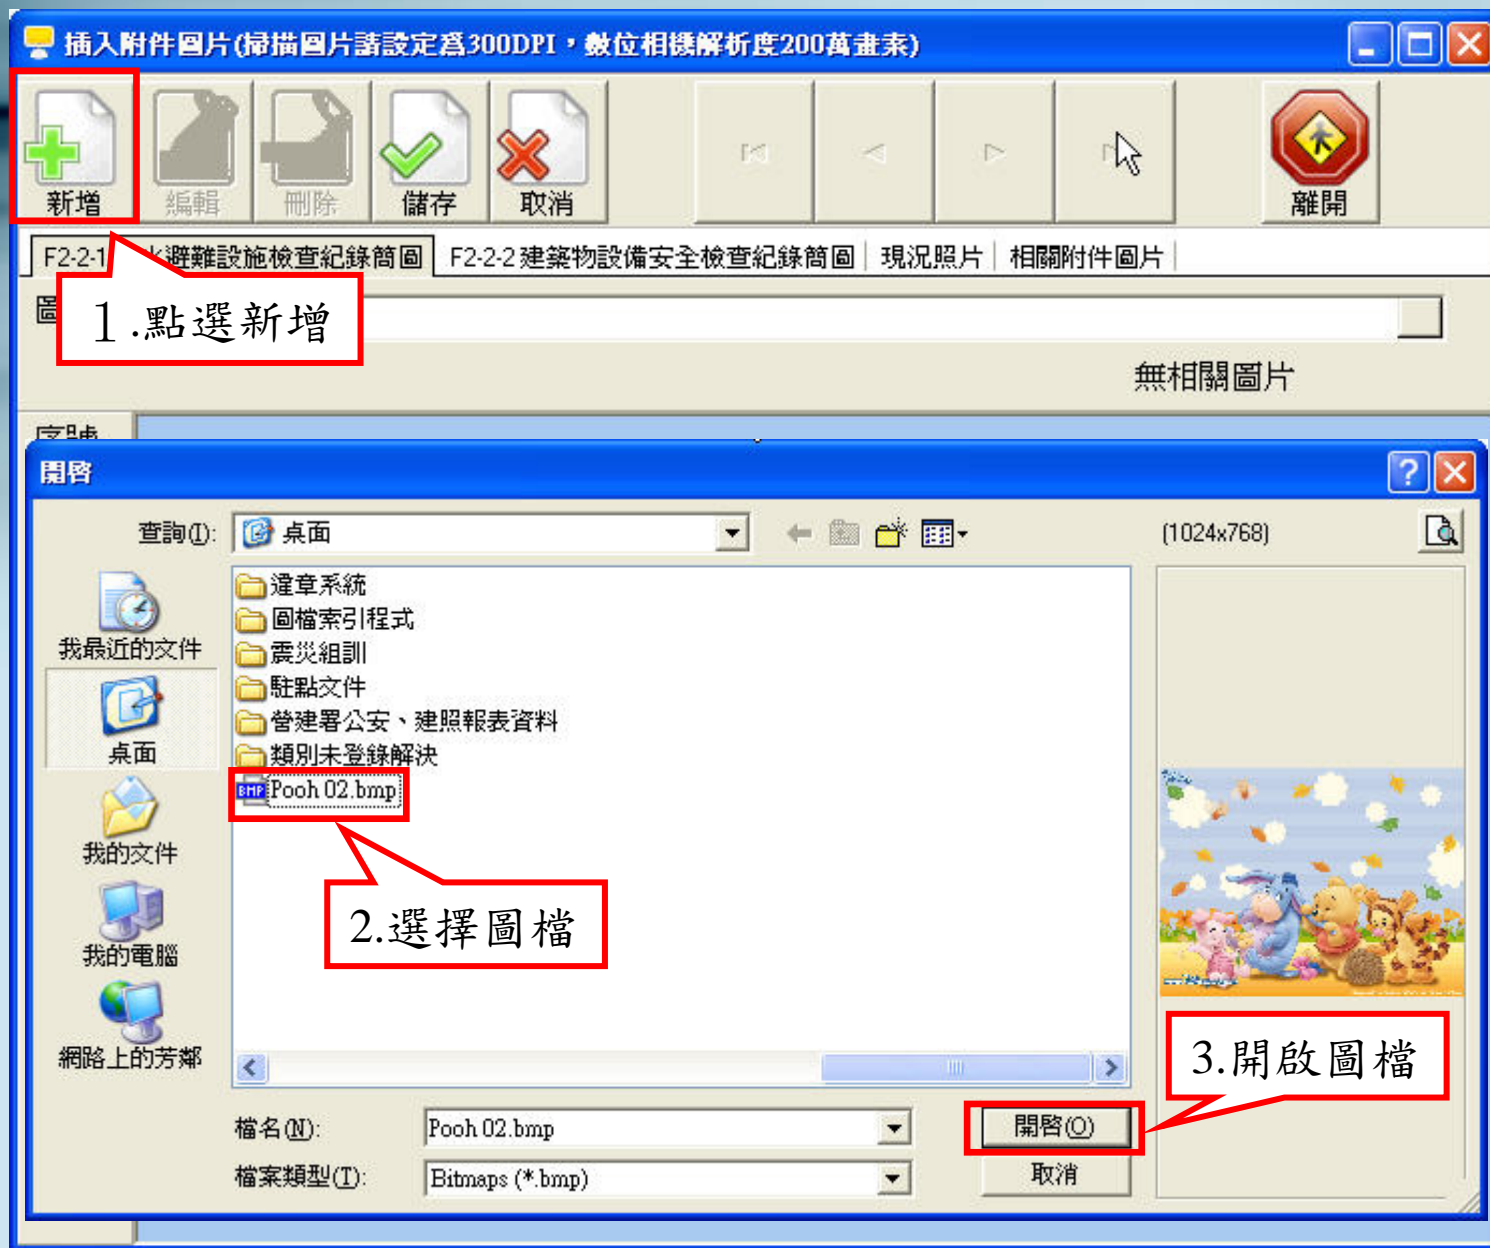 插入附件圖片(掃描圖片請設定為300DPI,數位相機解析度200萬畫素)
新增
編輯
刪除
儲存
取消
離開
F2-2-1 避難設施檢查紀錄簡圖
F2-2-2 建築物設備安全檢查紀錄簡圖
現況照片
相關附件圖片
1.點選新增
無相關圖片
序號
開啓
查詢(I):
桌面
(1024x768)
我最近的文件
桌面
我的文件
我的電腦
網路上的芳鄰
違章系統
圖檔索引程式
震災組訓
駐點文件
營建署公安、建照報表資料
類別未登錄解決
Pooh 02.bmp
2.選擇圖檔
3.開啟圖檔
檔名(N):
Pooh 02.bmp
開啓(O)
檔案類型(T):
Bitmaps (*.bmp)
取消